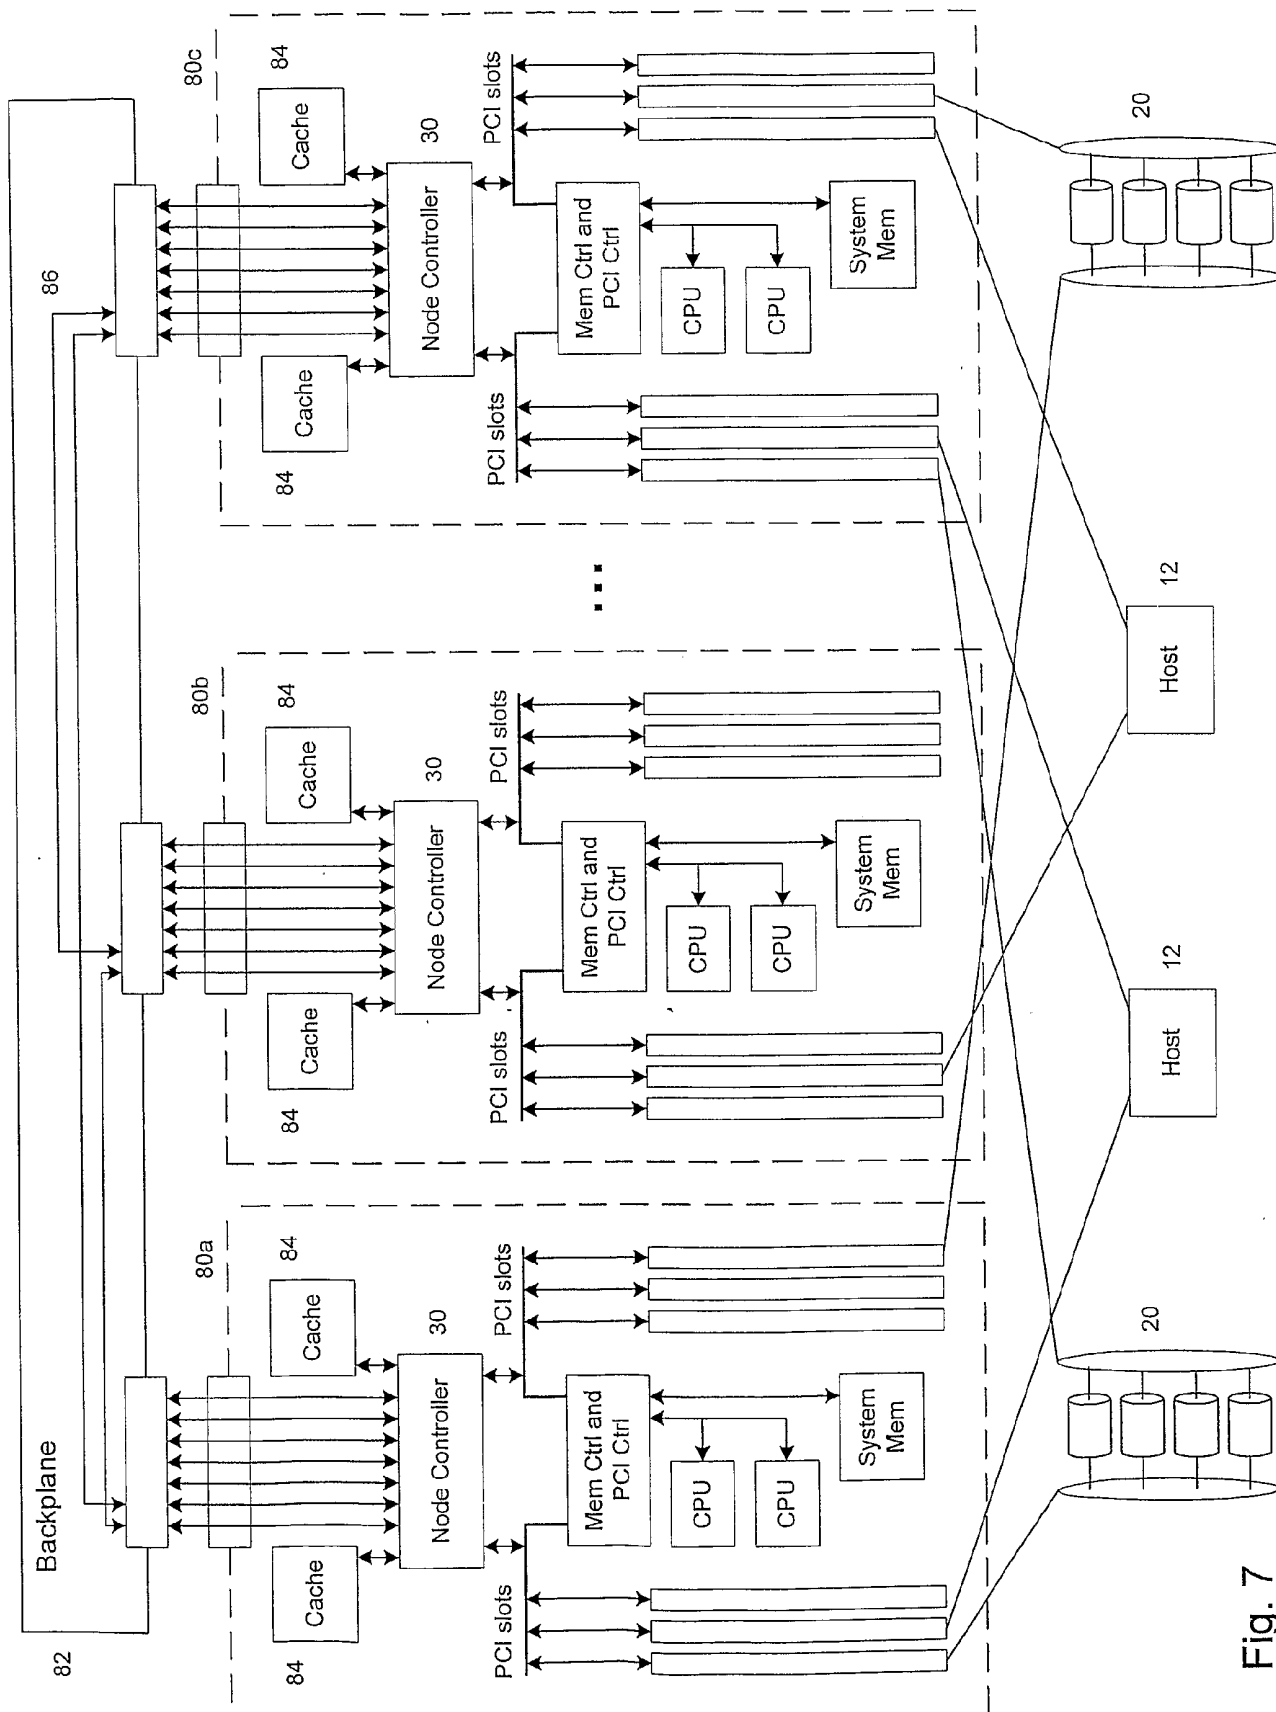 82
Backplane
86
80a
84
Cache
84
Cache
30
Node Controller
PCI slots
PCI slots
Mem Ctrl and
PCI Ctrl
CPU
CPU
System
Mem
80b
84
Cache
84
Cache
30
Node Controller
PCI slots
PCI slots
Mem Ctrl and
PCI Ctrl
CPU
CPU
System
Mem
...
80c
84
Cache
84
Cache
30
Node Controller
PCI slots
PCI slots
Mem Ctrl and
PCI Ctrl
CPU
CPU
System
Mem
20
Host
12
Host
12
20
Fig. 7